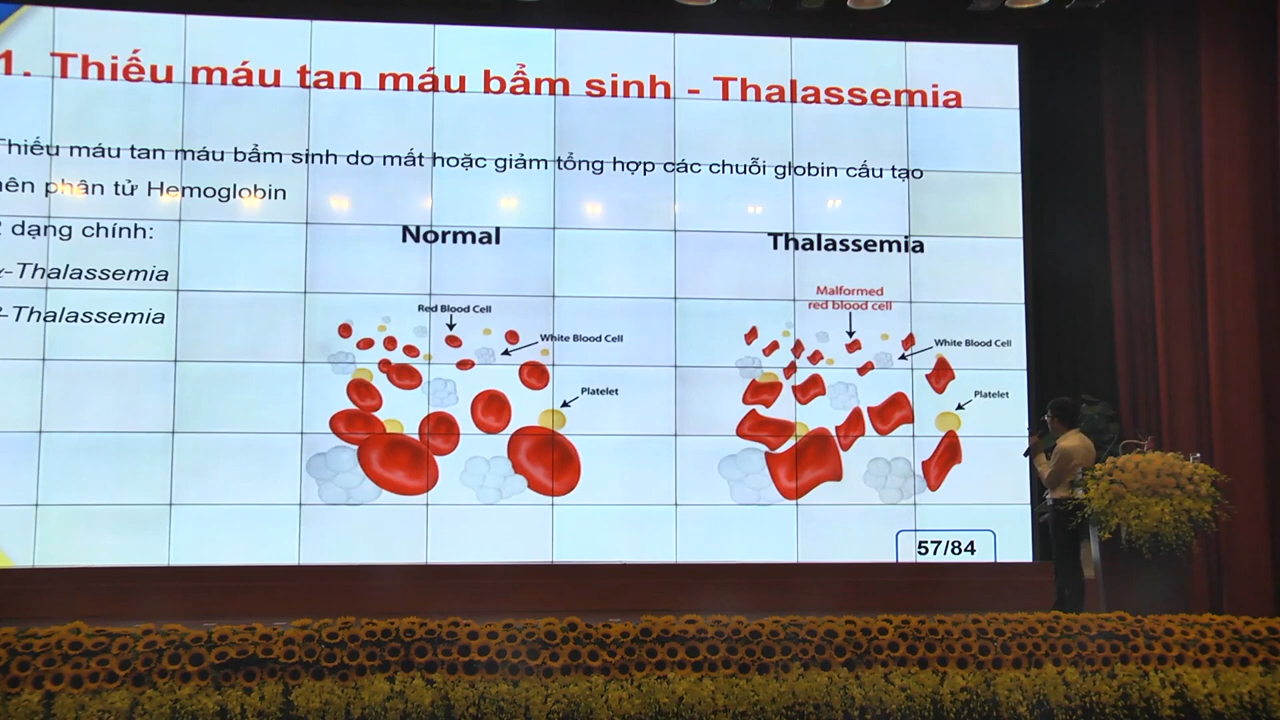 1. Thiếu máu tan máu bẩm sinh - Thalassemia
Thiếu máu tan máu bẩm sinh do mất hoặc giảm tổng hợp các chuỗi globin cấu tạo
nên phân tử Hemoglobin
dạng chính:
-Thalassemia
-Thalassemia
Normal
Red Blood Cell
White Blood Cell
Platelet
Thalassemia
Malformed
red blood cell
White Blood Cell
Platelet
57/84